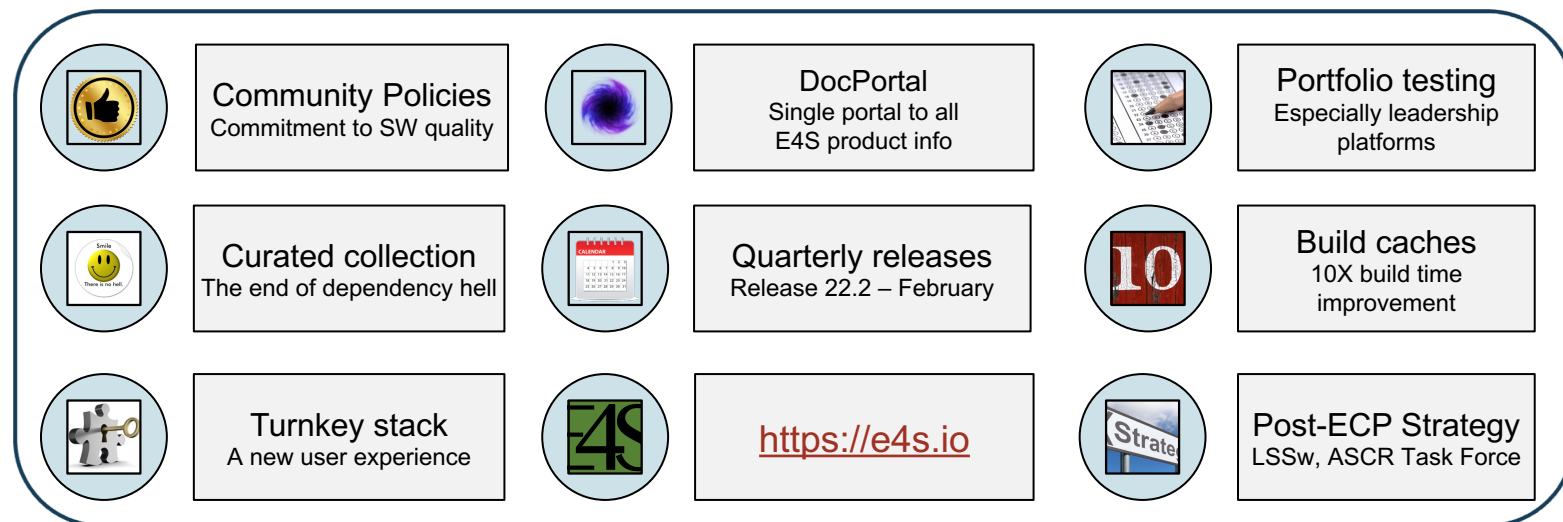 Community Policies
Commitment to SW quality
DocPortal
Single portal to all
E4S product info
Portfolio testing
Especially leadership
platforms
Smile
There is no hell.
Curated collection
The end of dependency hell
CALENDAR
Quarterly releases
Release 22.2 – February
10
Build caches
10X build time
improvement
Turnkey stack
A new user experience
E4S
https://e4s.io
Strate
Post-ECP Strategy
LSSw, ASCR Task Force